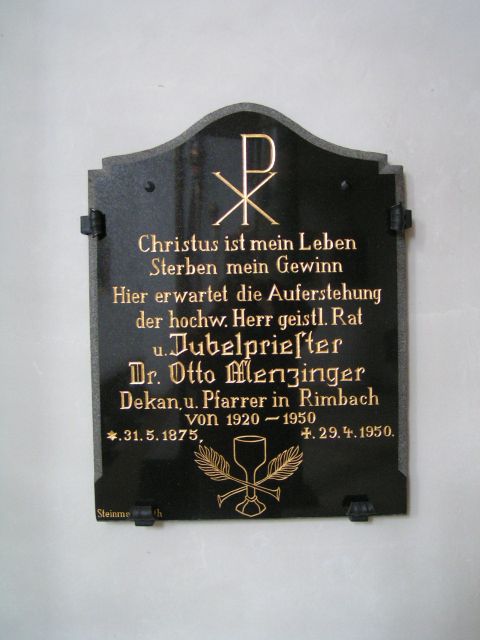 Christus ist mein Leben
Sterben mein Gewinn
Hier erwartet die Auferstehung
der hochw. Herr geistl. Rat
u. Jubelprieſter
Dr. Otto Menzinger
Dekan, u. Pfarrer in Rimbach
von 1920 – 1950
*. 31. 5. 1875, +. 29. 4. 1950.